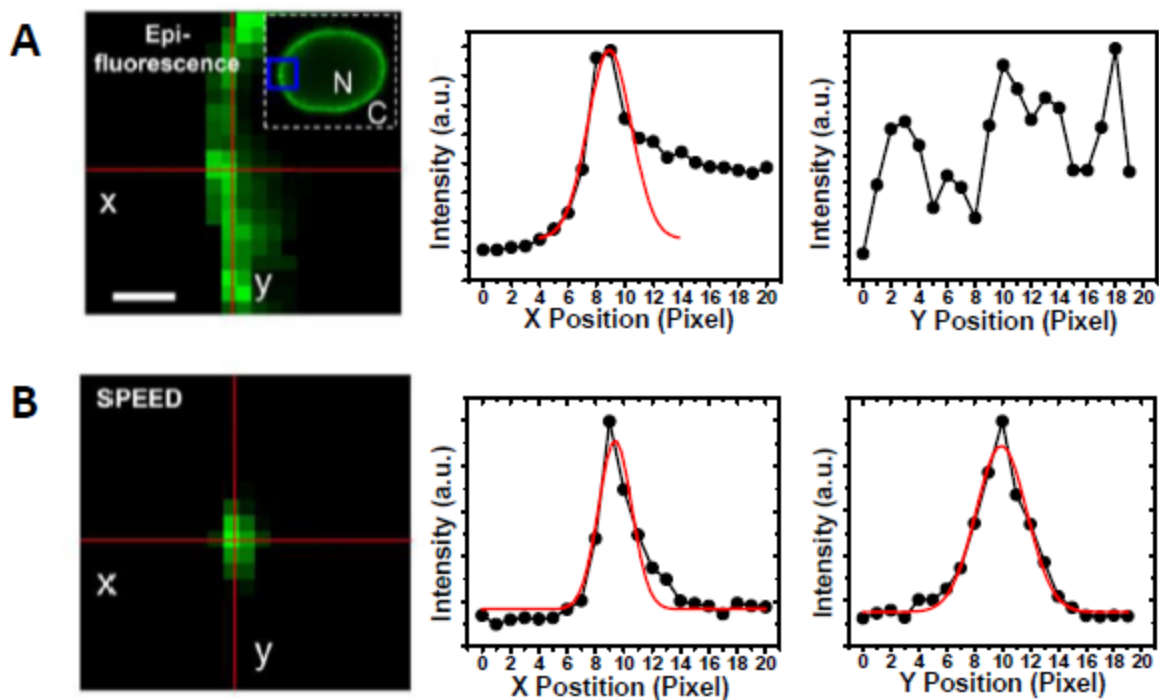 A
Epi-
fluorescence
N
C
x
y
Intensity (a.u.)
0 2 4 6 8 10 12 14 16 18 20
X Position (Pixel)
Intensity (a.u.)
0 2 4 6 8 10 12 14 16 18 20
Y Position (Pixel)
B
SPEED
x
y
Intensity (a.u.)
0 2 4 6 8 10 12 14 16 18 20
X Postition (Pixel)
Intensity (a.u.)
0 2 4 6 8 10 12 14 16 18 20
Y Position (Pixel)